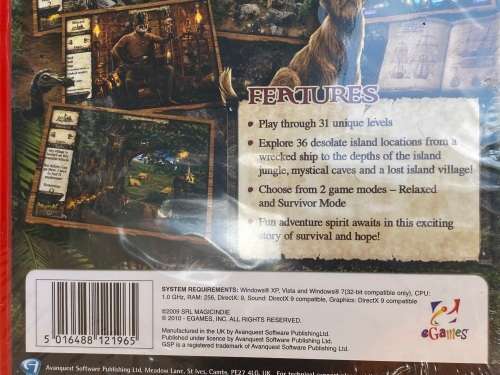 FEATURES
• Play through 31 unique levels
• Explore 36 desolate island locations from a
wrecked ship to the depths of the island
jungle, mystical caves and a lost island village!
• Choose from 2 game modes – Relaxed
and Survivor Mode
• Fun adventure spirit awaits in this exciting
story of survival and hope!
SYSTEM REQUIREMENTS: Windows® XP, Vista and Windows® 7(32-bit compatible only), CPU:
1.0 GHz, RAM: 256, DirectX: 9, Sound: DirectX 9 compatible, Graphics: DirectX 9 compatible
©2009 SRL MAGICINDIE
© 2010 - EGAMES, INC. ALL RIGHTS RESERVED.
Manufactured in the UK by Avanquest Software PublishingLtd.
Published under licence by Avanquest Software Publishing Ltd.
GSP is a registered trademark of Avanquest Software PublishingLtd.
eGames
5 016488 121965
Avanquest Software Publishing Ltd, Meadow Lane, St Ives, Cambs, PE27 4LG, UK